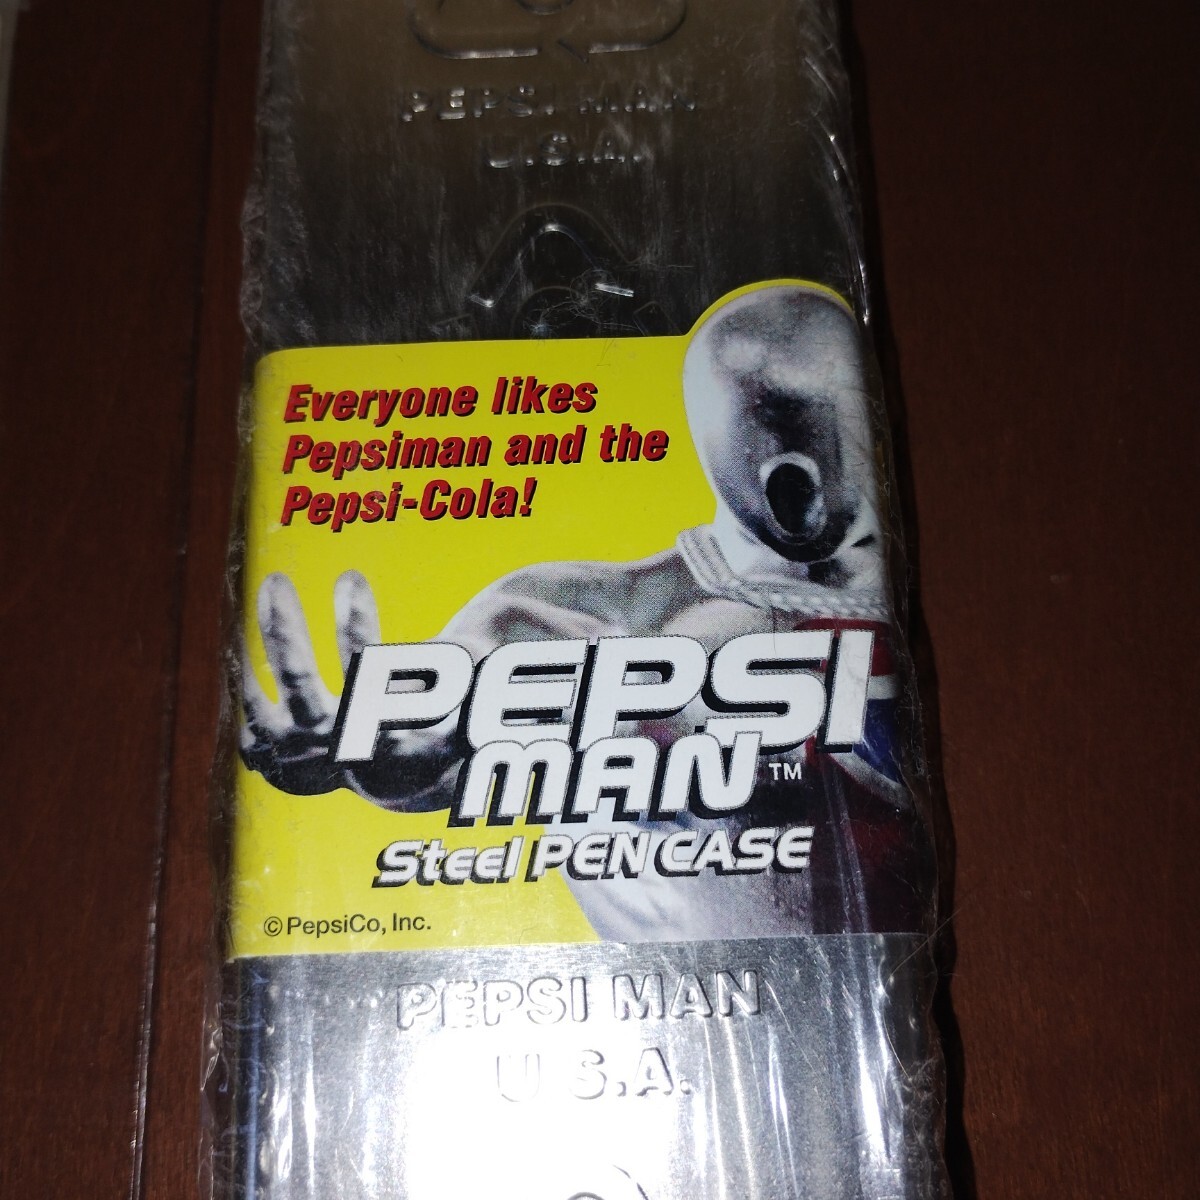 PEPSI MAN
U.S.A.
Everyone likes
Pepsiman and the
Pepsi-Cola!
PEPSI
MAN™
Steel PEN CASE
©PepsiCo, Inc.
PEPSI MAN
U.S.A.